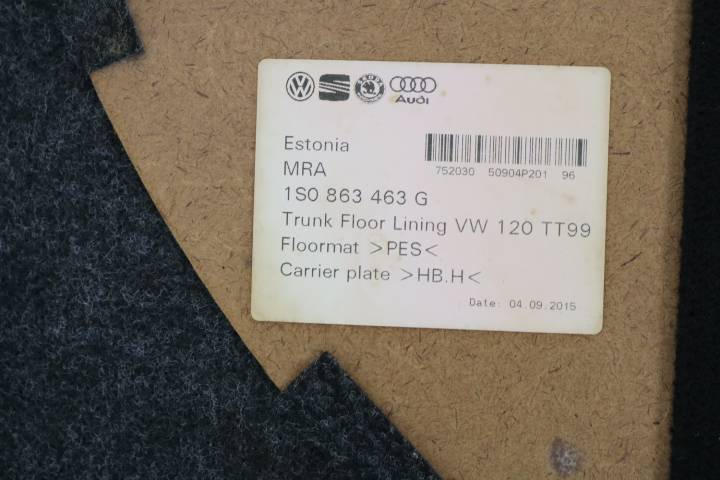 Audi
Estonia
MRA
752030 50904P201 96
1S0 863 463 G
Trunk Floor Lining VW 120 TT99
Floormat >PES<
Carrier plate >HB.H<
Date: 04.09.2015